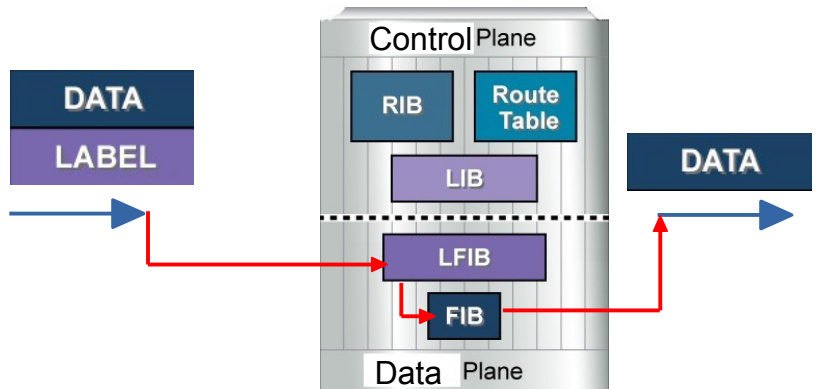 Control Plane
DATA
LABEL
RIB
Route
Table
LIB
DATA
LFIB
FIB
Data Plane